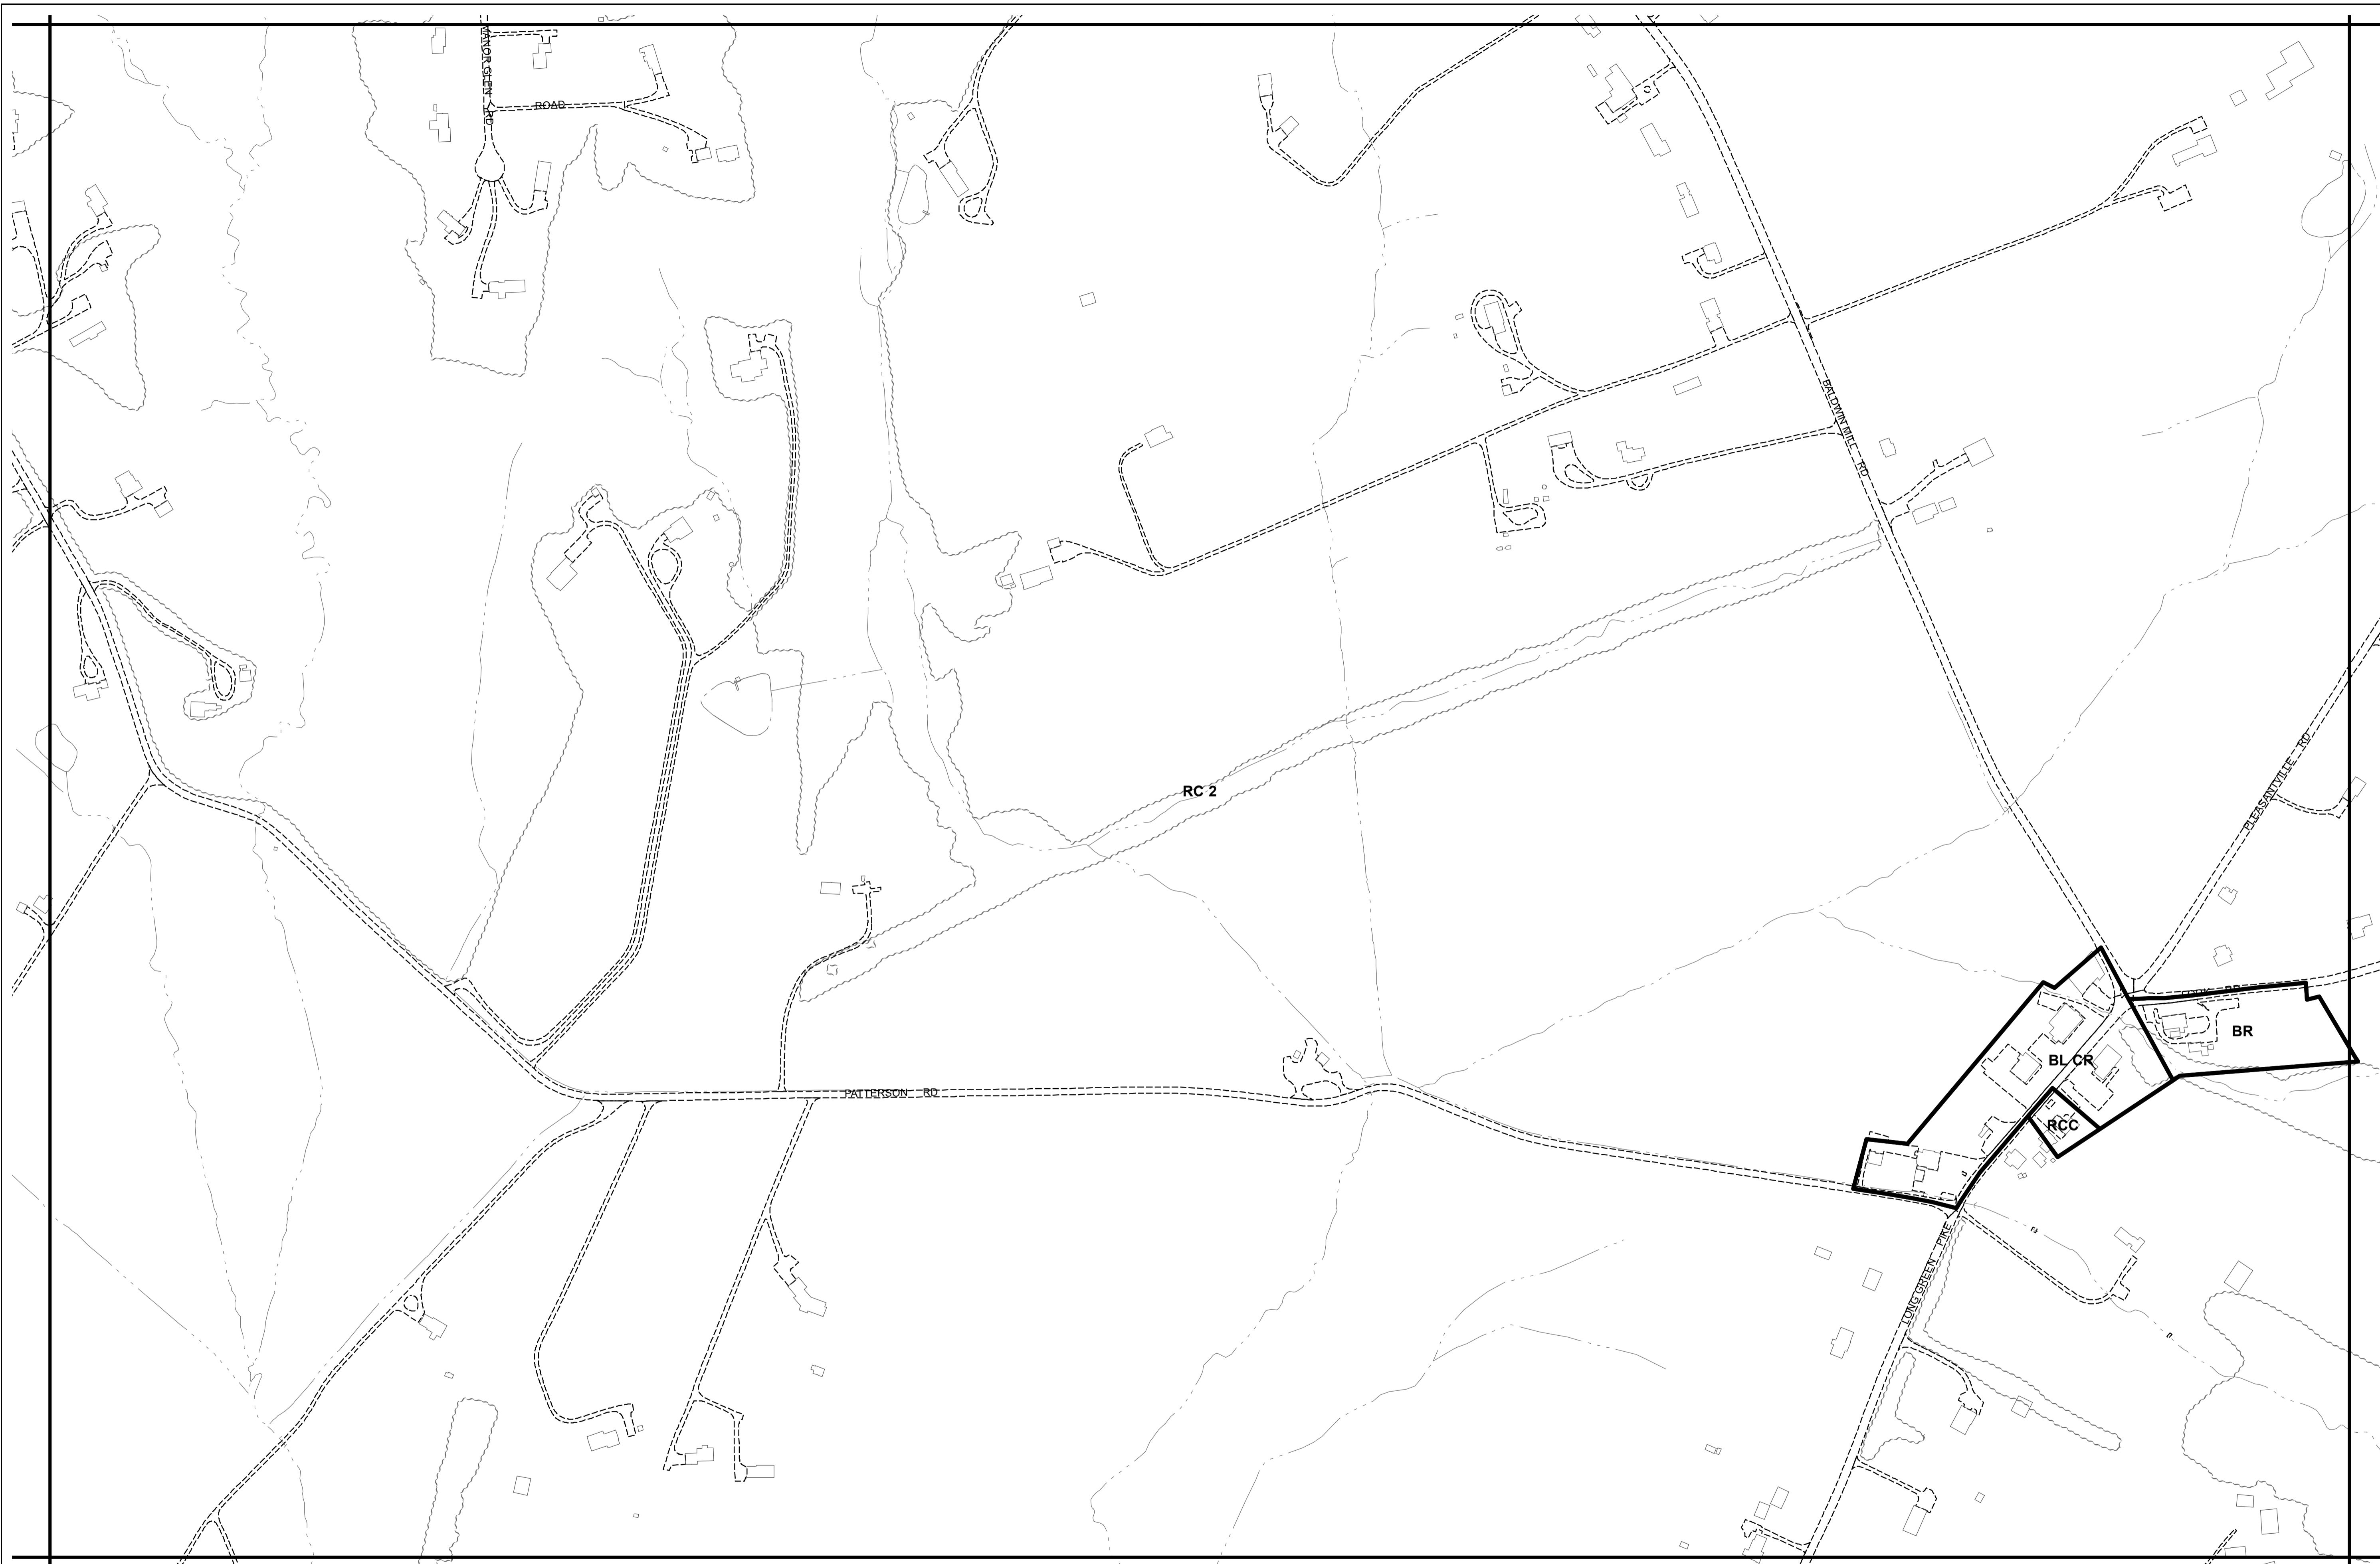 MANOR GLEN RD
ROAD
BALDWIN MILL RD
PLEASANTVILLE RD
RC 2
RD
BR
BL CR
PATTERSON RD
RCC
LONG GREEN PIKE